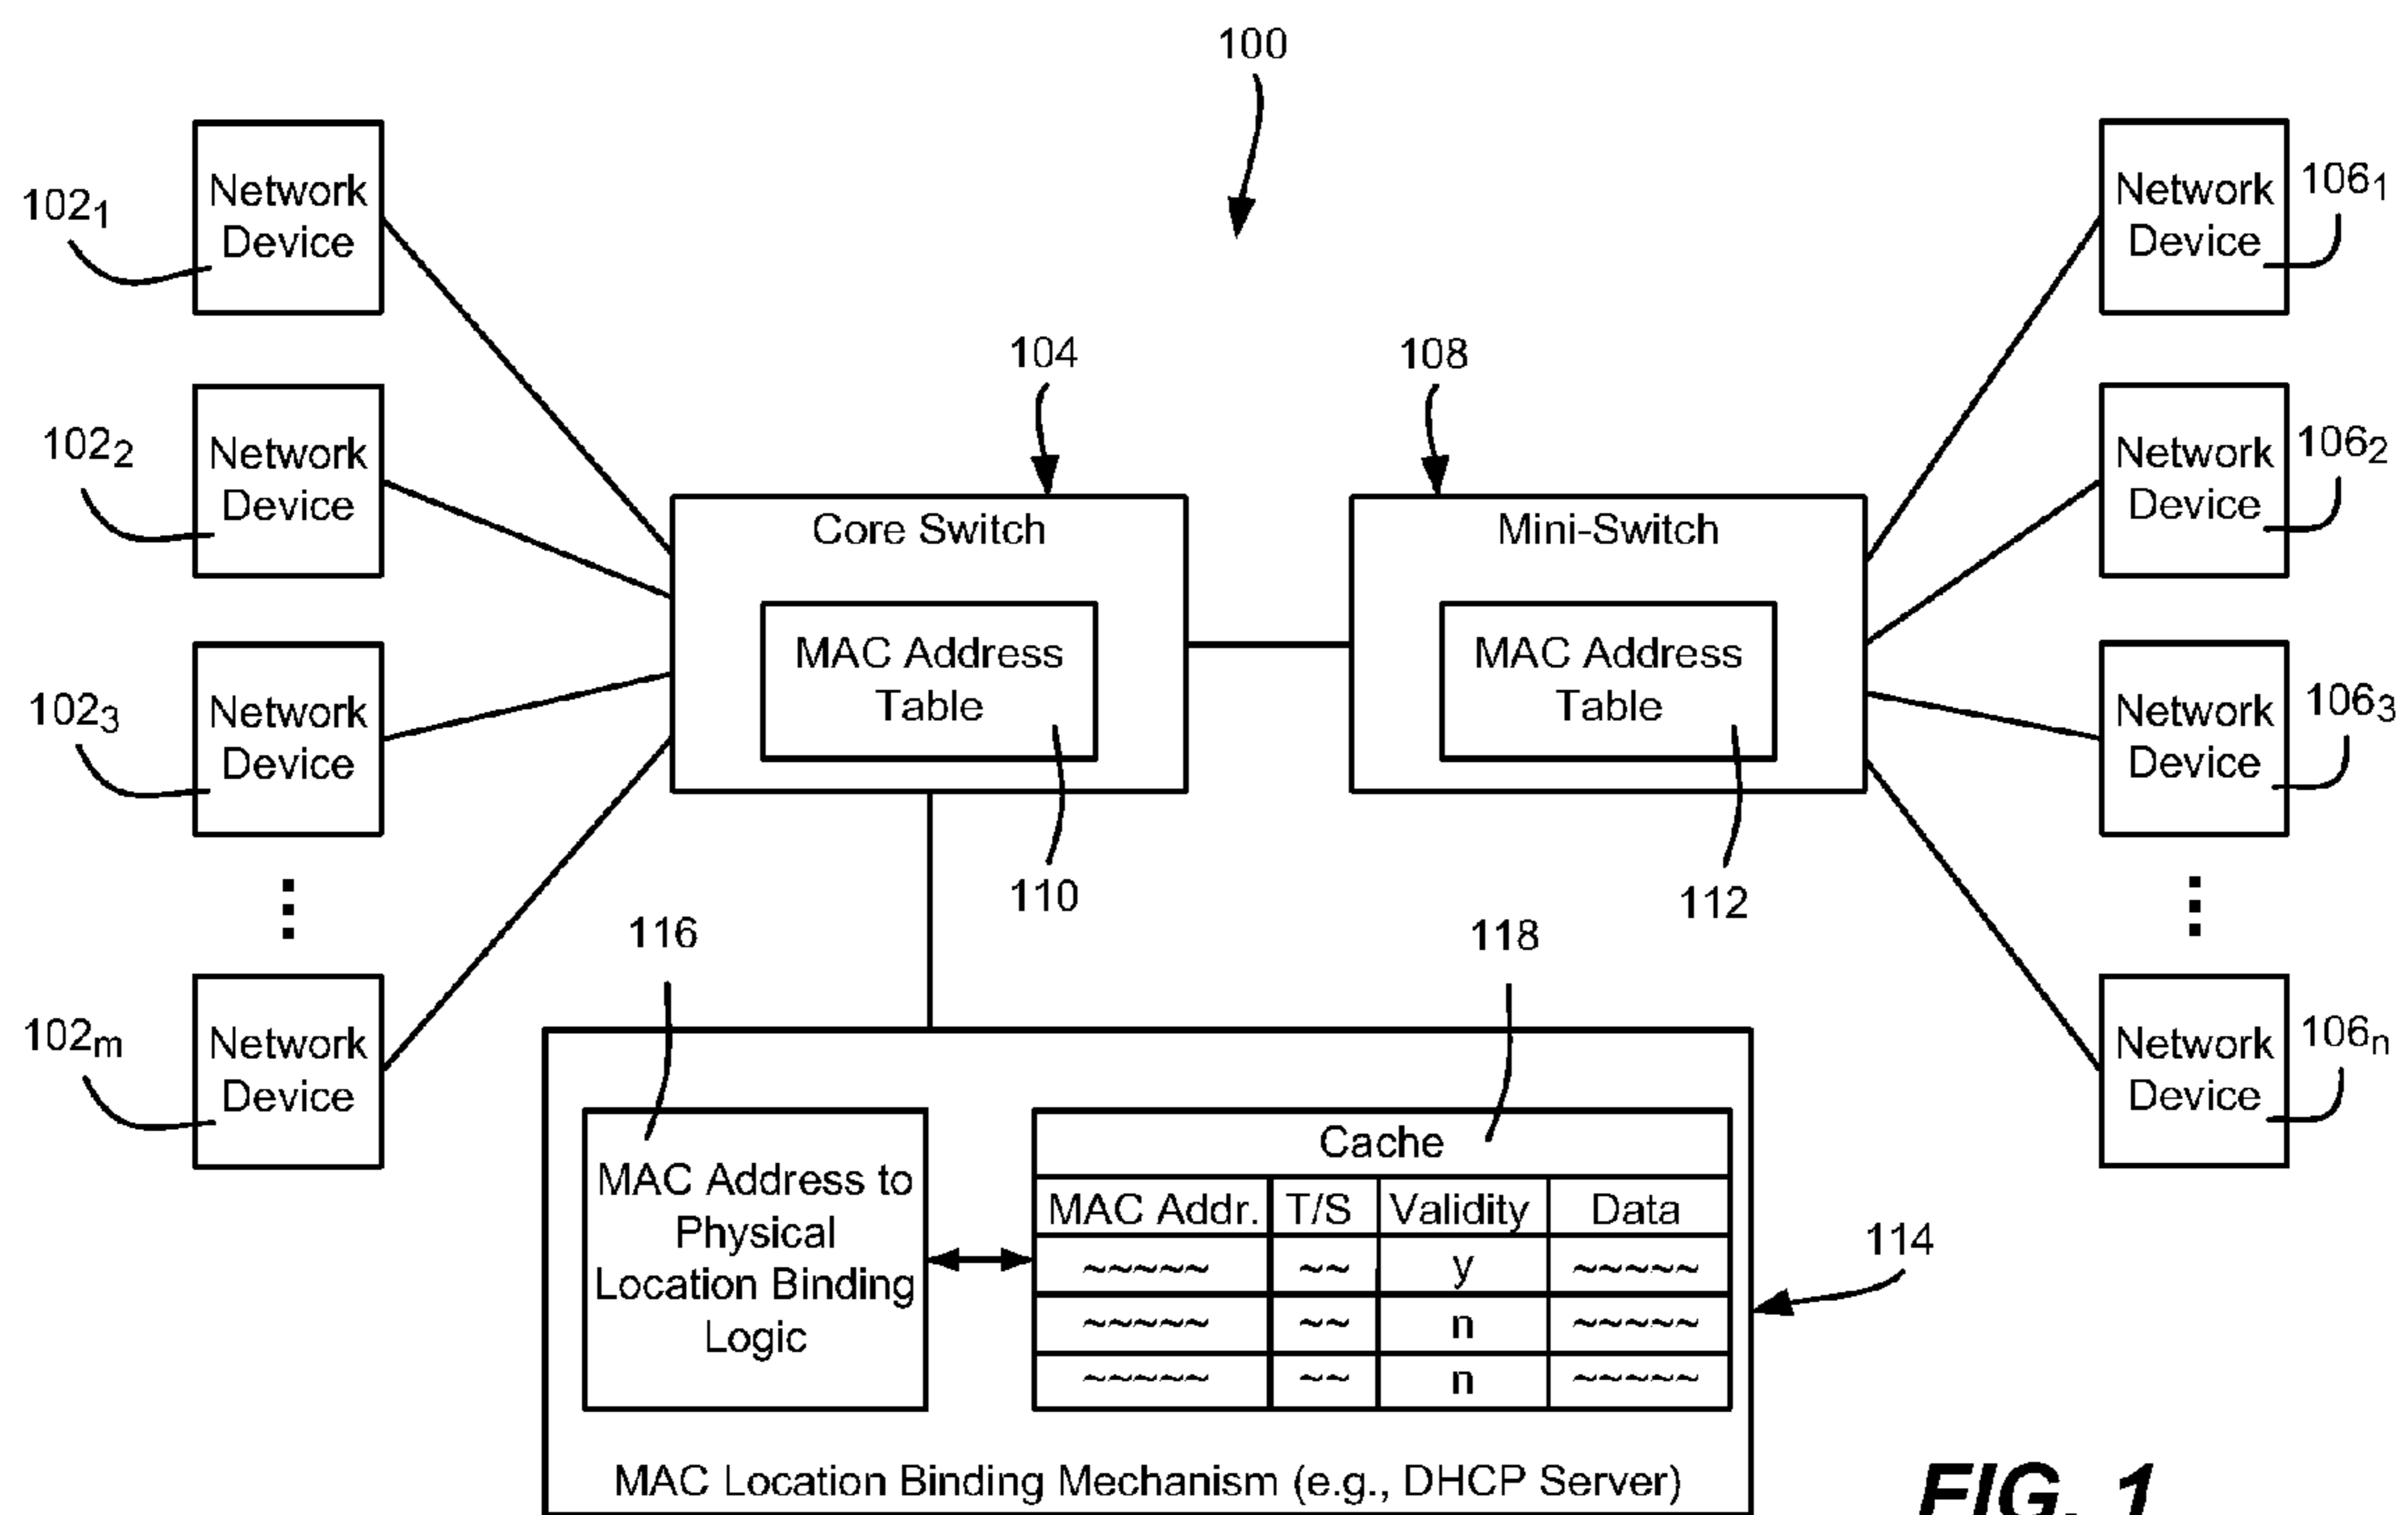 100
102₁
Network
Device
102₂
Network
Device
102₃
Network
Device
102ₘ
Network
Device
104
Core Switch
MAC Address
Table
110
108
Mini-Switch
MAC Address
Table
112
Network
Device
106₁
Network
Device
106₂
Network
Device
106₃
Network
Device
106ₙ
116
MAC Address to
Physical
Location Binding
Logic
118
Cache
MAC Addr. T/S Validity Data
~~~~~ ~~ y ~~~~~
~~~~~ ~~ n ~~~~~
~~~~~ ~~ n ~~~~~
114
MAC Location Binding Mechanism (e.g., DHCP Server)
FIG. 1